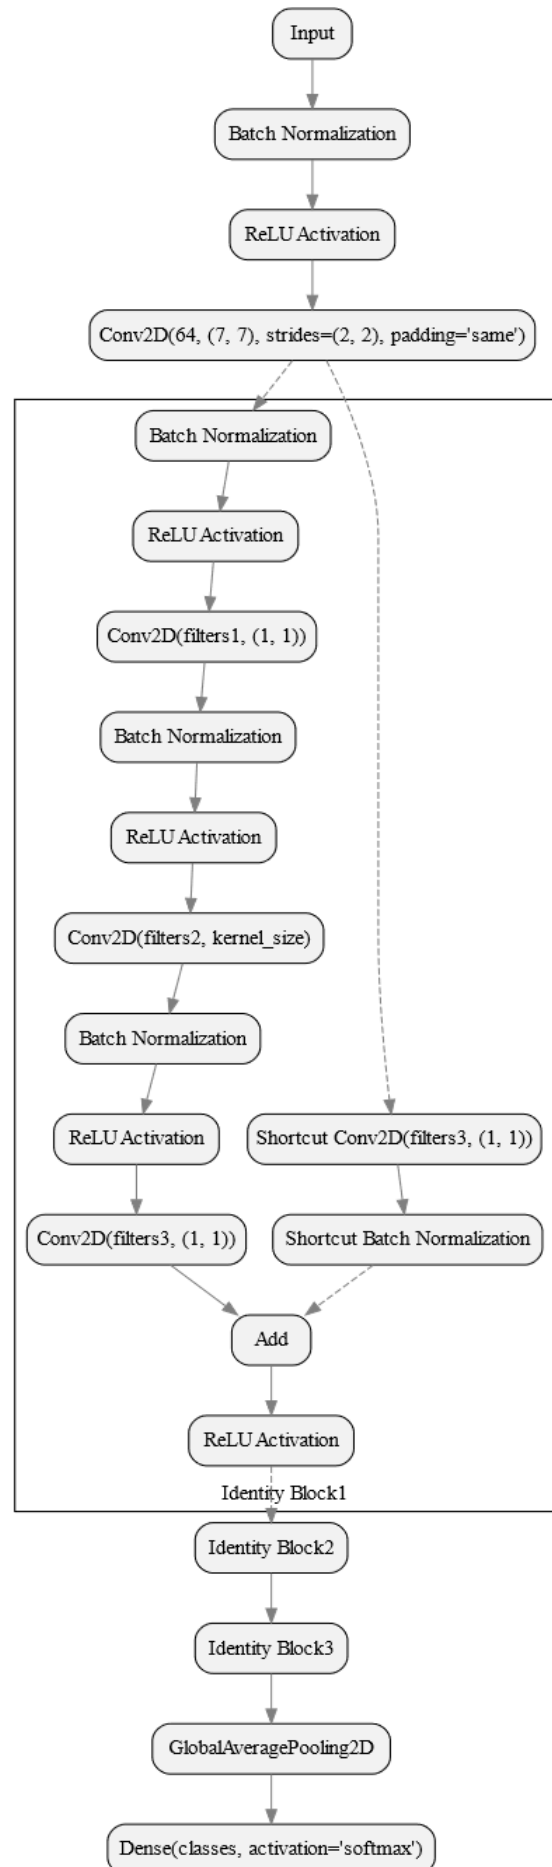 Input
Batch Normalization
ReLU Activation
Conv2D(64, (7, 7), strides=(2, 2), padding='same')
Batch Normalization
ReLU Activation
Conv2D(filters1, (1, 1))
Batch Normalization
ReLU Activation
Conv2D(filters2, kernel_size)
Batch Normalization
ReLU Activation
Shortcut Conv2D(filters3, (1, 1))
Conv2D(filters3, (1, 1))
Shortcut Batch Normalization
Add
ReLU Activation
Identity Block1
Identity Block2
Identity Block3
GlobalAveragePooling2D
Dense(classes, activation='softmax')